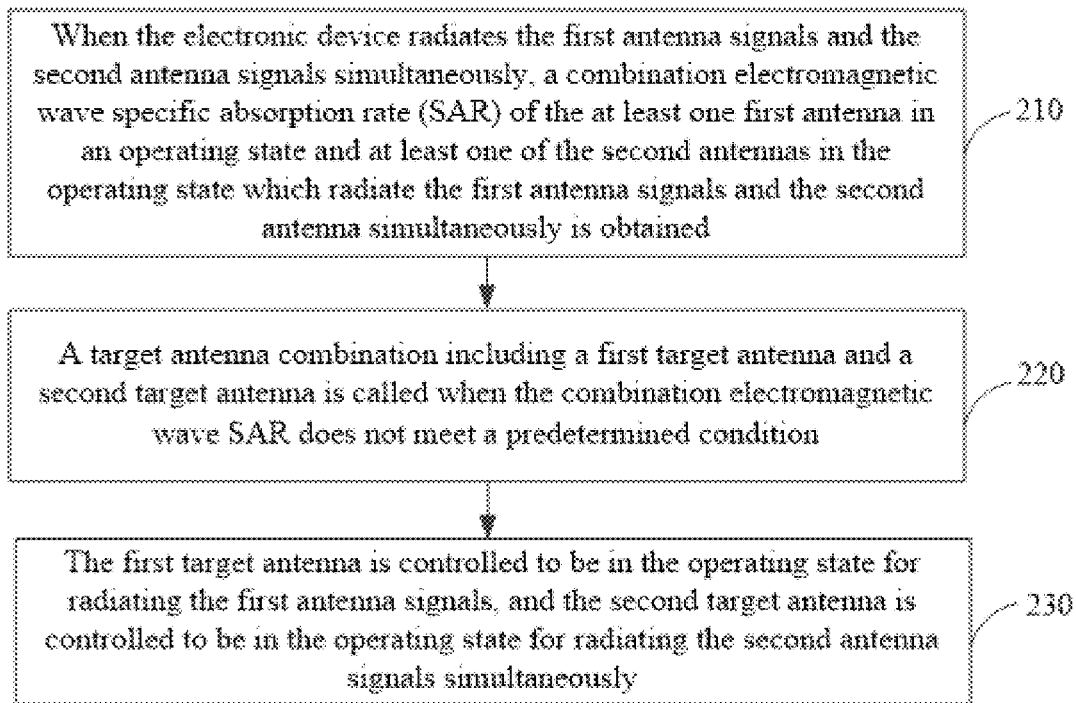 When the electronic device radiates the first antenna signals and the
second antenna signals simultaneously, a combination electromagnetic
wave specific absorption rate (SAR) of the at least one first antenna in
an operating state and at least one of the second antennas in the
operating state which radiate the first antenna signals and the second
antenna simultaneously is obtained
210
A target antenna combination including a first target antenna and a
second target antenna is called when the combination electromagnetic
wave SAR does not meet a predetermined condition
220
The first target antenna is controlled to be in the operating state for
radiating the first antenna signals, and the second target antenna is
controlled to be in the operating state for radiating the second antenna
signals simultaneously
230